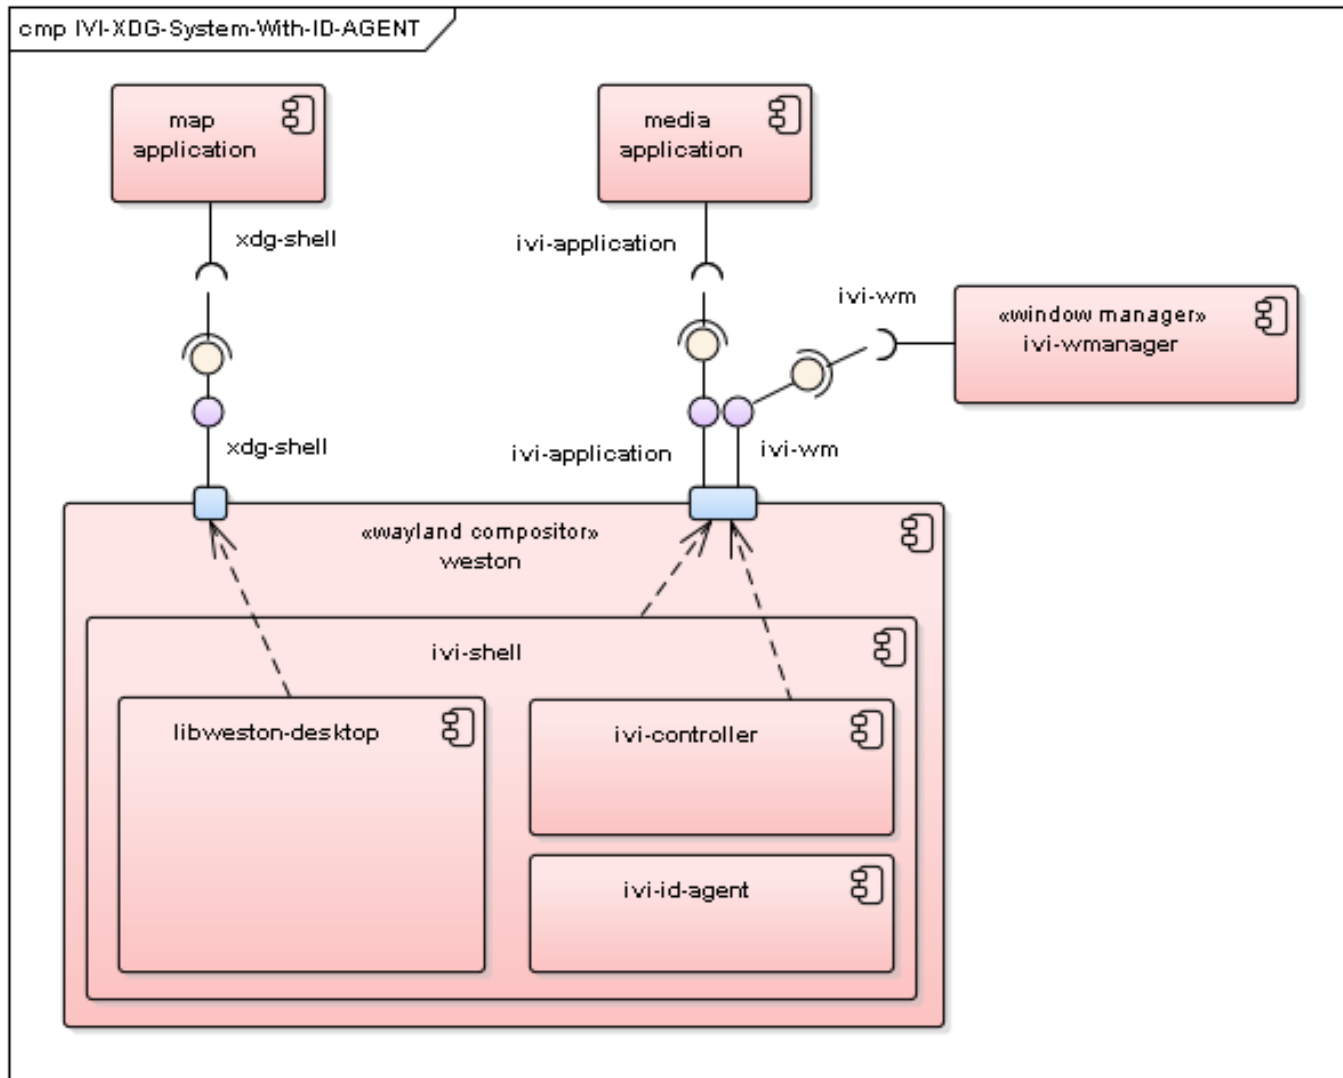 cmp IVI-XDG-System-With-ID-AGENT
map
application
media
application
xdg-shell
ivi-application
ivi-wm
«window manager»
ivi-wmanager
xdg-shell
ivi-application
ivi-wm
«wayland compositor»
weston
ivi-shell
libweston-desktop
ivi-controller
ivi-id-agent